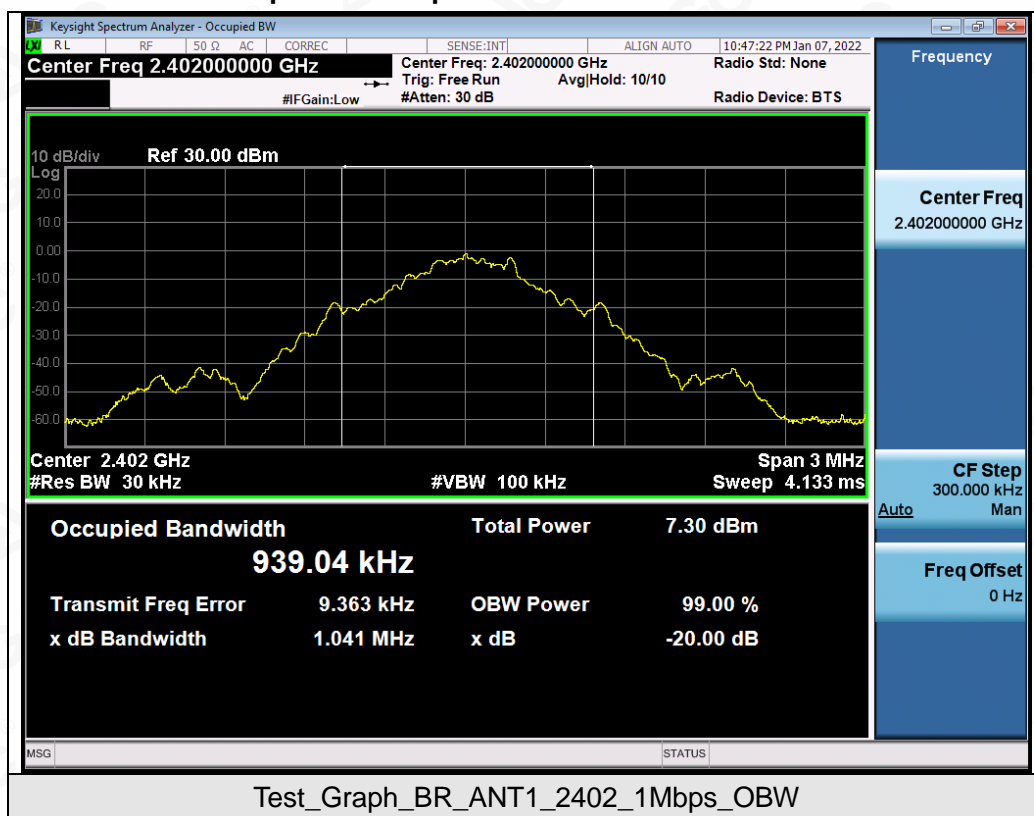 Keysight Spectrum Analyzer - Occupied BW
LXI RL RF 50 Ω AC CORREC SENSE:INT ALIGN AUTO 10:47:22 PM Jan 07, 2022
Center Freq 2.402000000 GHz
Center Freq: 2.402000000 GHz
Radio Std: None
Trig: Free Run Avg|Hold: 10/10
#IFGain:Low #Atten: 30 dB Radio Device: BTS
10 dB/div Ref 30.00 dBm
Log
20.0
10.0
0.00
-10.0
-20.0
-30.0
-40.0
-50.0
-60.0
Center 2.402 GHz Span 3 MHz
#Res BW 30 kHz #VBW 100 kHz Sweep 4.133 ms
Occupied Bandwidth Total Power 7.30 dBm
939.04 kHz
Transmit Freq Error 9.363 kHz OBW Power 99.00 %
x dB Bandwidth 1.041 MHz x dB -20.00 dB
MSG STATUS
Frequency
Center Freq
2.402000000 GHz
CF Step
300.000 kHz
Auto Man
Freq Offset
0 Hz
Test_Graph_BR_ANT1_2402_1Mbps_OBW